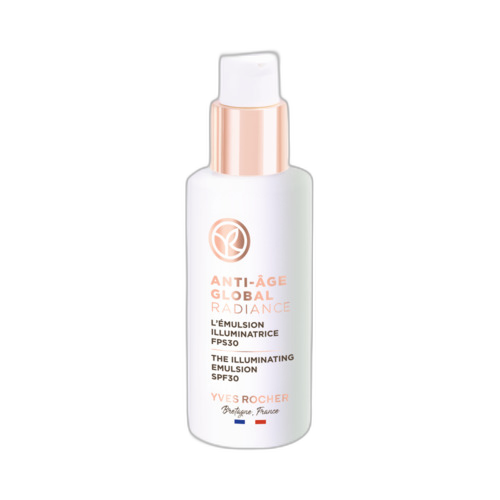 ANTI-ÂGE
GLOBAL
RADIANCE
L'ÉMULSION
ILLUMINATRICE
FPS30
THE ILLUMINATING
EMULSION
SPF30
YVES ROCHER
Bretagne, France